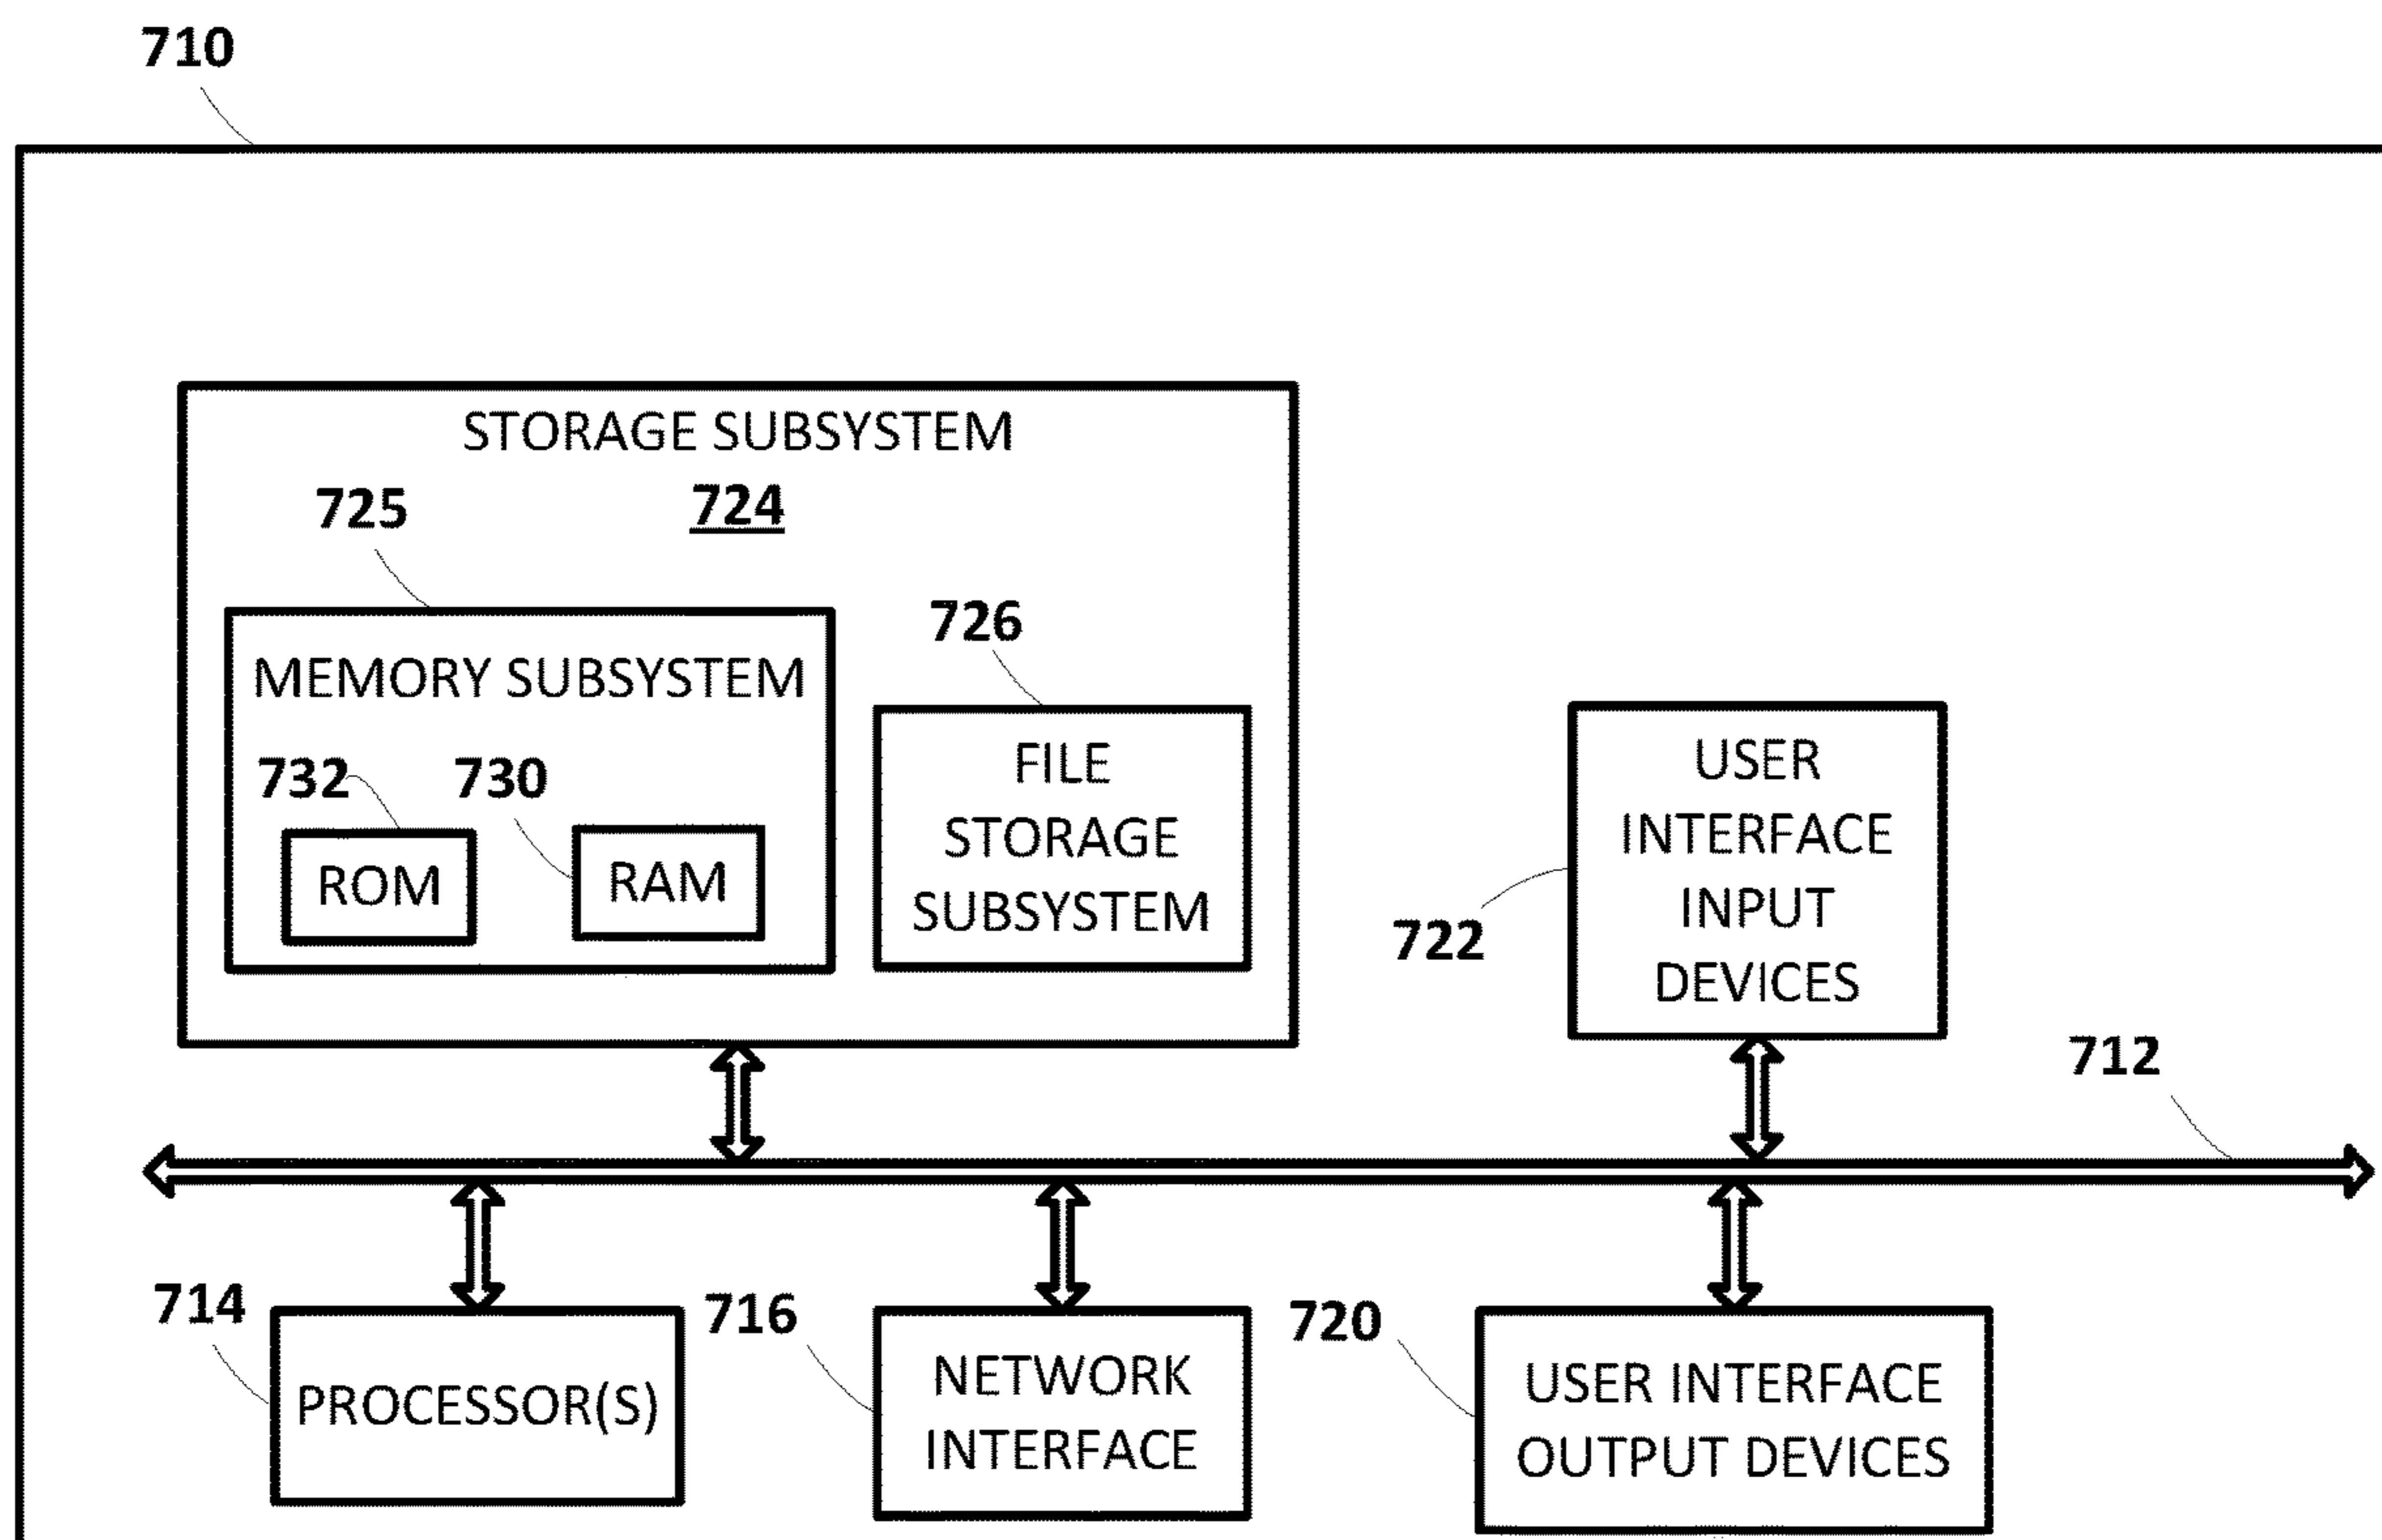 710
STORAGE SUBSYSTEM
724
725
MEMORY SUBSYSTEM
732
730
ROM
RAM
726
FILE
STORAGE
SUBSYSTEM
USER
INTERFACE
INPUT
DEVICES
722
712
714
PROCESSOR(S)
716
NETWORK
INTERFACE
720
USER INTERFACE
OUTPUT DEVICES